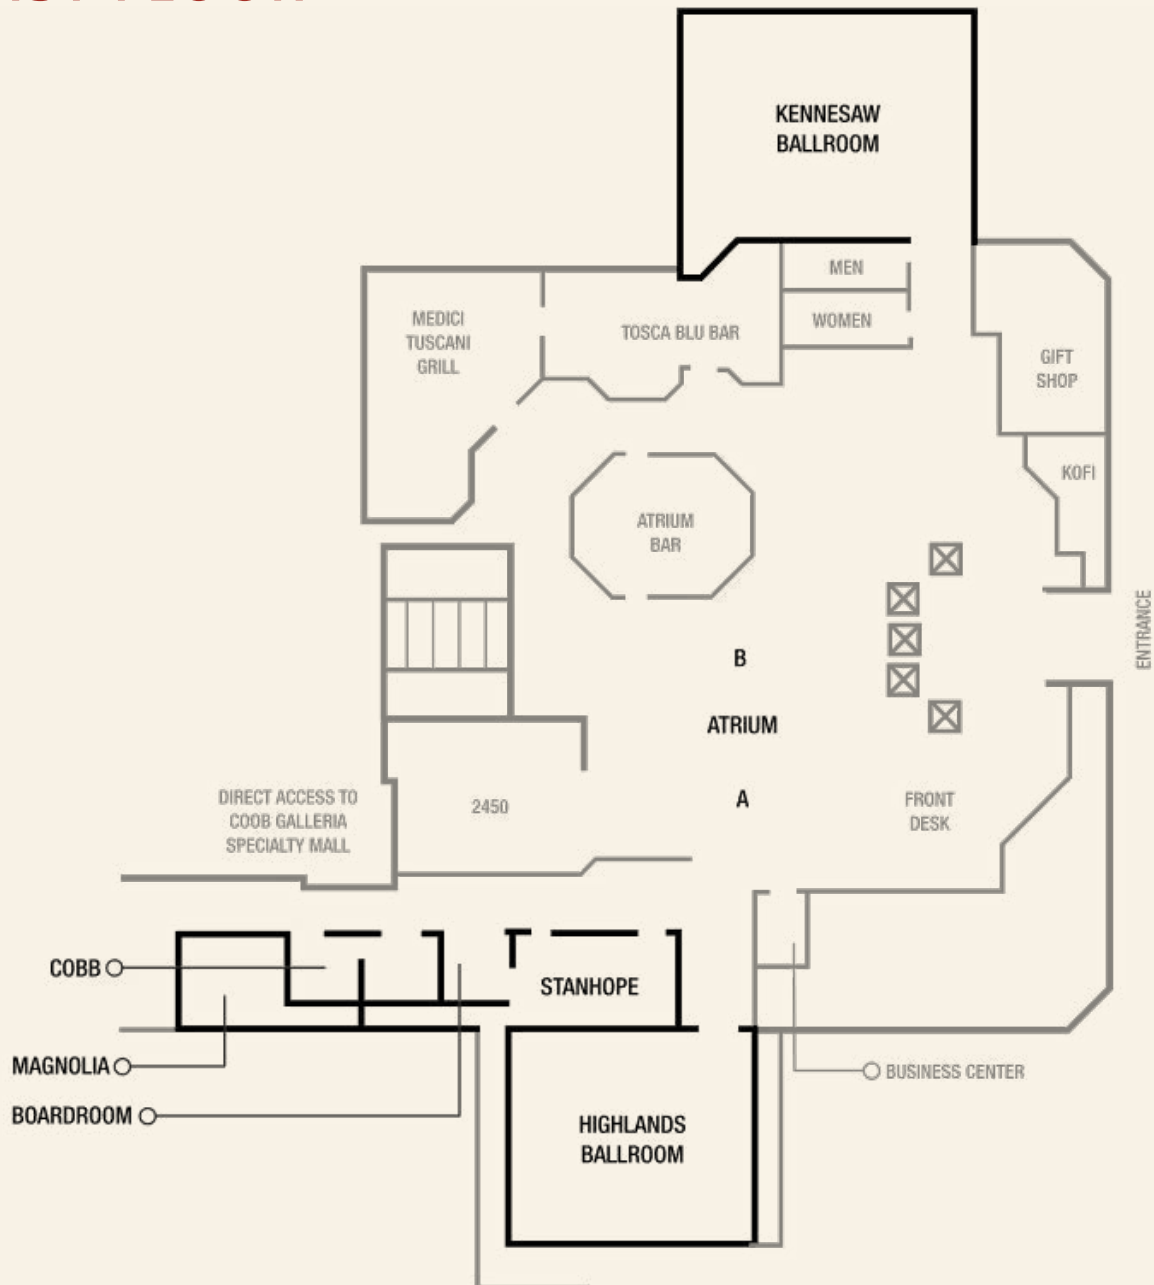 KENNESAW
BALLROOM
MEN
WOMEN
MEDICI
TUSCANI
GRILL
TOSCA BLU BAR
GIFT
SHOP
KOFI
ATRIUM
BAR
ENTRANCE
B
ATRIUM
A
DIRECT ACCESS TO
COOB GALLERIA
SPECIALTY MALL
2450
FRONT
DESK
COBB
STANHOPE
MAGNOLIA
BUSINESS CENTER
BOARDROOM
HIGHLANDS
BALLROOM